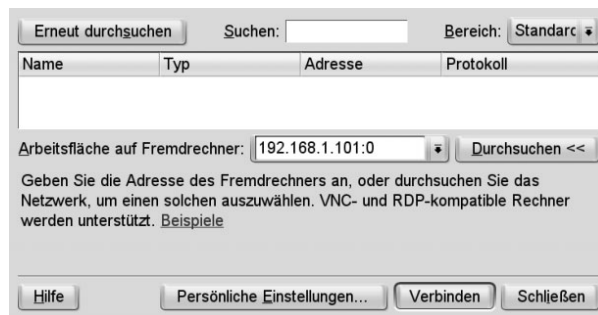 Erneut durchsuchen Suchen: Bereich: Standarc
Name Typ Adresse Protokoll
Arbeitsfläche auf Fremdrechner: 192.168.1.101:0 Durchsuchen <<
Geben Sie die Adresse des Fremdrechners an, oder durchsuchen Sie das
Netzwerk, um einen solchen auszuwählen. VNC- und RDP-kompatible Rechner
werden unterstützt. Beispiele
Hilfe Persönliche Einstellungen... Verbinden Schließen